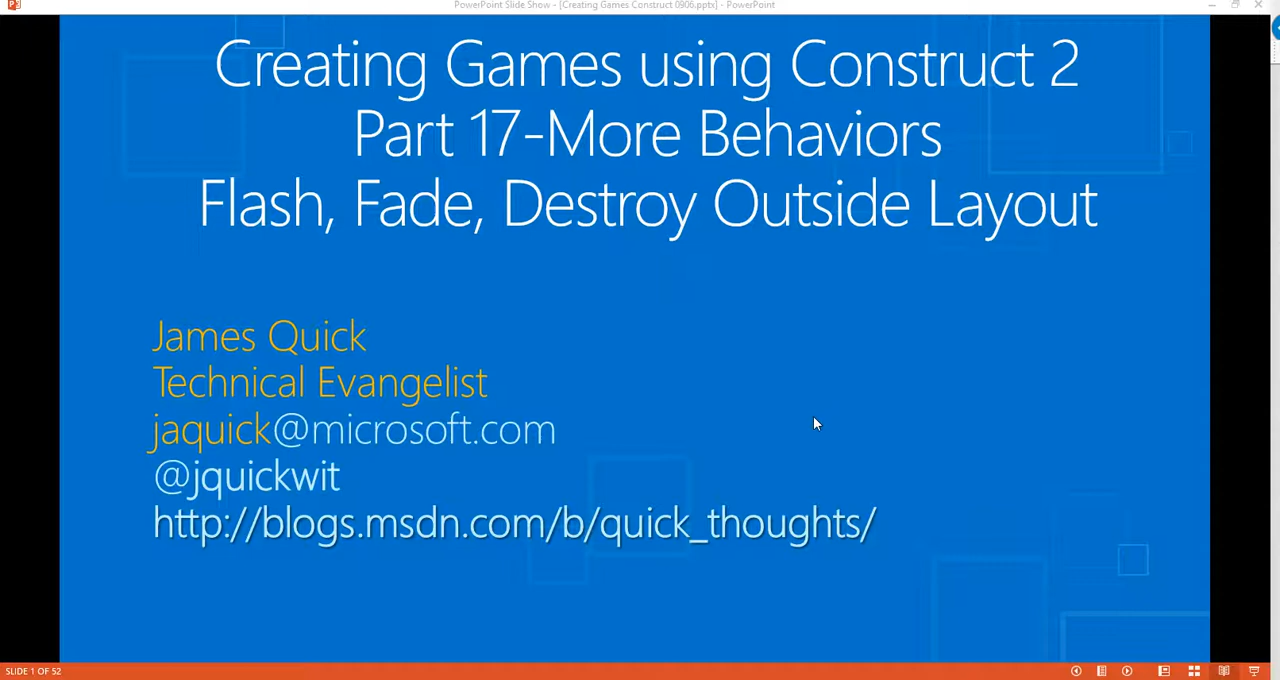 PowerPoint Slide Show - [Creating Games Construct 0906.pptx] - PowerPoint
Creating Games using Construct 2
Part 17-More Behaviors
Flash, Fade, Destroy Outside Layout
James Quick
Technical Evangelist
jaquick@microsoft.com
@jquickwit
http://blogs.msdn.com/b/quick_thoughts/
SLIDE 1 OF 52